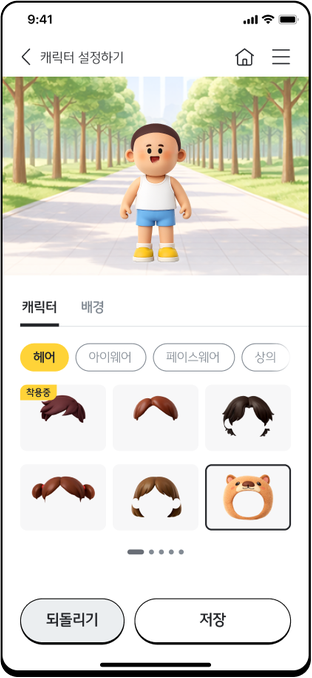 9:41
캐릭터 설정하기
캐릭터 배경
헤어 아이웨어 페이스웨어 상의
착용중
되돌리기 저장